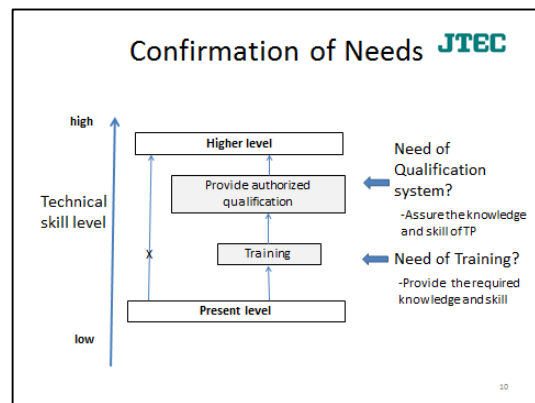 Confirmation of Needs
JTEC
high
Higher level
Need of
Qualification
system?
Provide authorized
qualification
Technical
skill level
-Assure the knowledge
and skill of TP
X
Training
Need of Training?
-Provide the required
knowledge and skill
Present level
low
10